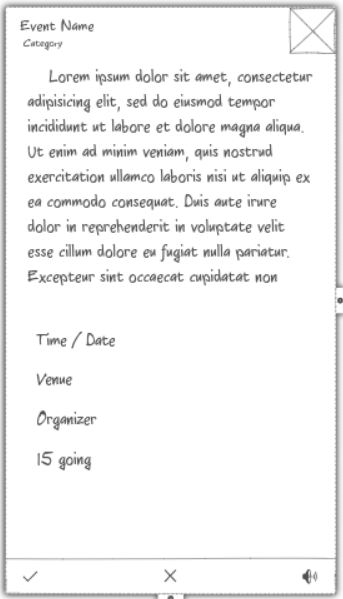 Event Name
Category
Lorem ipsum dolor sit amet, consectetur
adipisicing elit, sed do eiusmod tempor
incididunt ut labore et dolore magna aliqua.
Ut enim ad minim veniam, quis nostrud
exercitation ullamco laboris nisi ut aliquip ex
ea commodo consequat. Duis aute irure
dolor in reprehenderit in voluptate velit
esse cillum dolore eu fugiat nulla pariatur.
Excepteur sint occaecat cupidatat non
Time / Date
Venue
Organizer
15 going